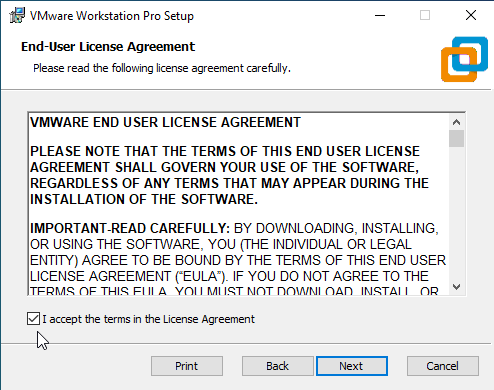 VMware Workstation Pro Setup
End-User License Agreement
Please read the following license agreement carefully.
VMWARE END USER LICENSE AGREEMENT
PLEASE NOTE THAT THE TERMS OF THIS END USER LICENSE
AGREEMENT SHALL GOVERN YOUR USE OF THE SOFTWARE,
REGARDLESS OF ANY TERMS THAT MAY APPEAR DURING THE
INSTALLATION OF THE SOFTWARE.
IMPORTANT-READ CAREFULLY: BY DOWNLOADING, INSTALLING,
OR USING THE SOFTWARE, YOU (THE INDIVIDUAL OR LEGAL
ENTITY) AGREE TO BE BOUND BY THE TERMS OF THIS END USER
LICENSE AGREEMENT (“EULA”). IF YOU DO NOT AGREE TO THE
TERMS OF THIS EULA, YOU MUST NOT DOWNLOAD, INSTALL, OR
I accept the terms in the License Agreement
Print
Back
Next
Cancel